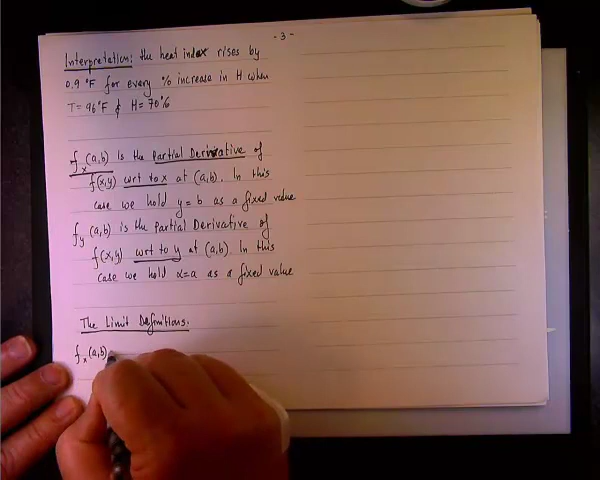 - 3 -
Interpretation: the heat index rises by
0.9 °F for every % increase in H when
T = 96°F & H = 70%
fx (a,b) is the Partial Derivative of
f(x,y) wrt to x at (a,b). In this
case we hold y = b as a fixed value
fy (a,b) is the Partial Derivative of
f(x,y) wrt to y at (a,b). In this
case we hold x=a as a fixed value
The Limit Definitions.
fx (a,b)